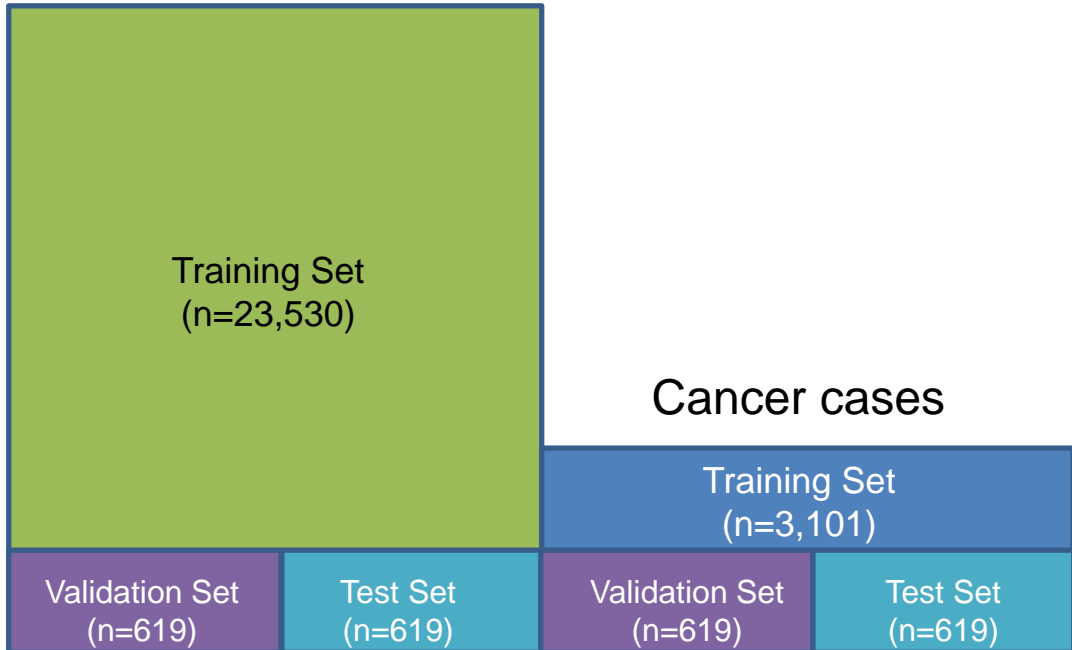 Training Set
(n=23,530)
Cancer cases
Training Set
(n=3,101)
Validation Set
(n=619)
Test Set
(n=619)
Validation Set
(n=619)
Test Set
(n=619)